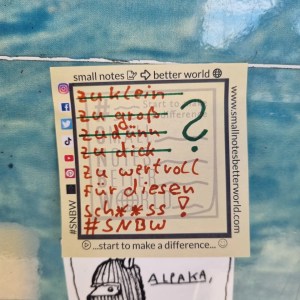 small notes better world
zu klein
zu groß
zu dünn
zu dick
?
zu wertvoll
für diesen
sch**ss!
#SNBW
#SNBW
www.smallnotesbetterworld.com
...start to make a difference...
ALPAKA,